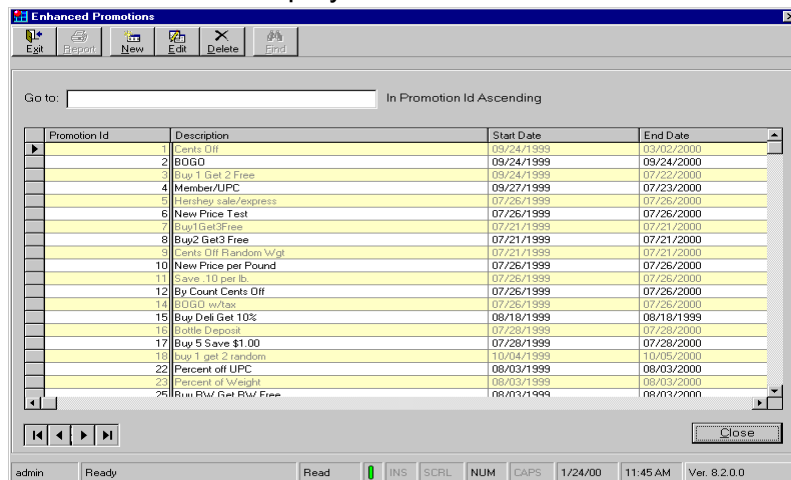 Enhanced Promotions
Exit Report New Edit Delete Find
Go to: In Promotion Id Ascending
Promotion Id Description Start Date End Date
1 Cents Off 09/24/1999 03/02/2000
2 BOGO 09/24/1999 09/24/2000
3 Buy 1 Get 2 Free 09/24/1999 07/22/2000
4 Member/UPC 09/27/1999 07/23/2000
5 Hershey sale/express 07/26/1999 07/26/2000
6 New Price Test 07/26/1999 07/26/2000
7 Buy1Get3Free 07/21/1999 07/21/2000
8 Buy2 Get3 Free 07/21/1999 07/21/2000
9 Cents Off Random Wgt 07/21/1999 07/21/2000
10 New Price per Pound 07/26/1999 07/26/2000
11 Save .10 per lb. 07/26/1999 07/26/2000
12 By Count Cents Off 07/26/1999 07/26/2000
14 BOGO w/tax 07/26/1999 07/26/2000
15 Buy Deli Get 10% 08/18/1999 08/18/1999
16 Bottle Deposit 07/28/1999 07/28/2000
17 Buy 5 Save $1.00 07/28/1999 07/28/2000
18 buy 1 get 2 random 10/04/1999 10/05/2000
22 Percent off UPC 08/03/1999 08/03/2000
23 Percent of Weight 08/03/1999 08/03/2000
25 Buy RW Get RW Free 08/03/1999 08/03/2000
Close
admin Ready Read INS SCRL NUM CAPS 1/24/00 11:45 AM Ver. 8.2.0.0